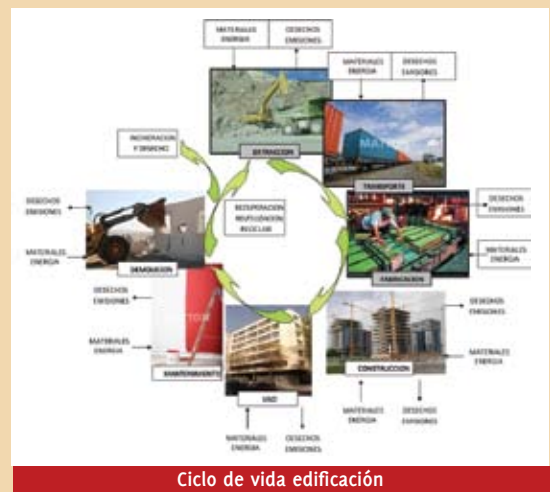 MATERIALES
ENERGIA
DESECHOS
EMISIONES
MATERIALES
ENERGIA
DESECHOS
EMISIONES
EXTRACCION
TRANSPORTE
INCINERACION
Y DESECHO
RECUPERACION
REUTILIZACION
RECICLAJE
DESECHOS
EMISIONES
MATERIALES
ENERGIA
DEMOLICION
DESECHOS
EMISIONES
MATERIALES
ENERGIA
FABRICACION
DESECHOS
EMISIONES
MATERIALES
ENERGIA
MANTENIMIENTO
USO
DESECHOS
EMISIONES
MATERIALES
ENERGIA
CONSTRUCCION
MATERIALES
ENERGIA
DESECHOS
EMISIONES
MATERIALES
ENERGIA
DESECHOS
EMISIONES
Ciclo de vida edificación